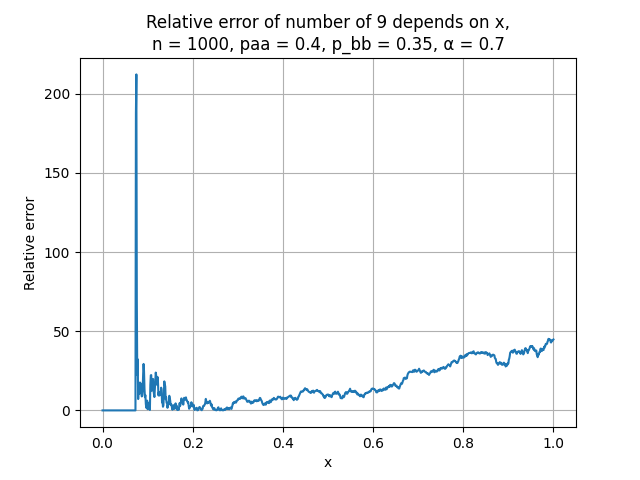 Relative error of number of 9 depends on x,
n = 1000, paa = 0.4, p_bb = 0.35, α = 0.7
200
150
100
50
0
Relative error
0.0 0.2 0.4 0.6 0.8 1.0
x